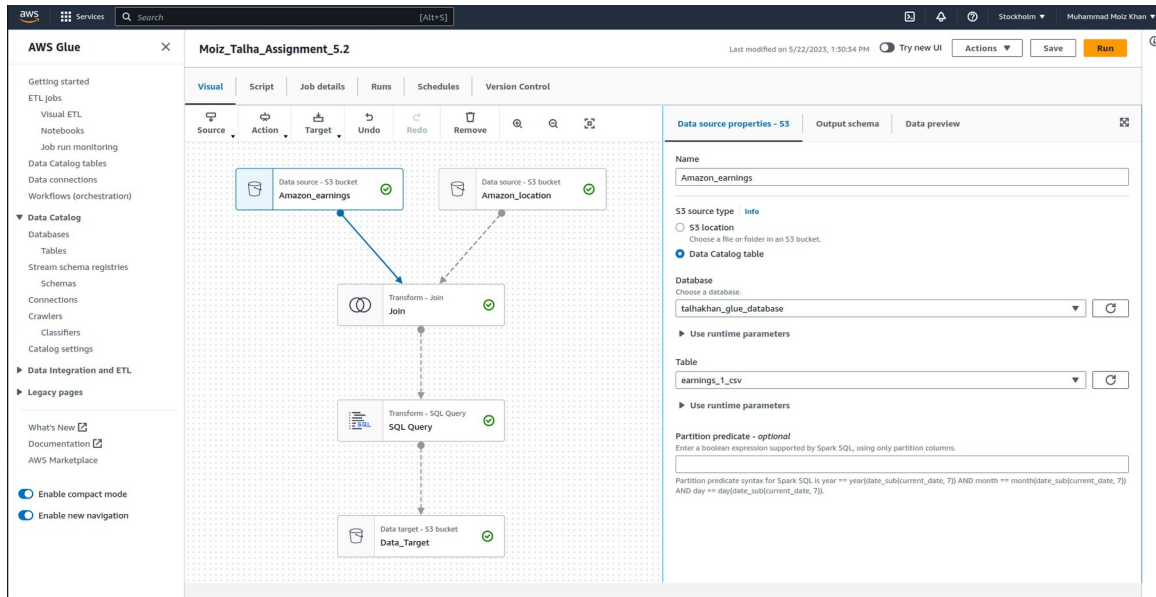 aws Services Search [Alt+S] Stockholm ▼ Muhammad Moiz Khan ▼
AWS Glue
Getting started
ETL jobs
Visual ETL
Notebooks
Job run monitoring
Data Catalog tables
Data connections
Workflows (orchestration)
Data Catalog
Databases
Tables
Stream schema registries
Schemas
Connections
Crawlers
Classifiers
Catalog settings
Data Integration and ETL
Legacy pages
What's New
Documentation
AWS Marketplace
Enable compact mode
Enable new navigation
Moiz_Talha_Assignment_5.2
Last modified on 5/22/2023, 1:30:34 PM Try new UI Actions ▼ Save Run
Visual Script Job details Runs Schedules Version Control
Source Action Target Undo Redo Remove
Data source - S3 bucket
Amazon_earnings
Data source - S3 bucket
Amazon_location
Transform - Join
Join
Transform - SQL Query
SQL
SQL Query
Data target - S3 bucket
Data_Target
Data source properties - S3 Output schema Data preview
Name
Amazon_earnings
S3 source type Info
S3 location
Choose a file or folder in an S3 bucket.
Data Catalog table
Database
Choose a database.
talhakhan_glue_database
Use runtime parameters
Table
earnings_1_csv
Use runtime parameters
Partition predicate - optional
Enter a boolean expression supported by Spark SQL, using only partition columns.
Partition predicate syntax for Spark SQL is year == year(date_sub(current_date, 7)) AND month == month(date_sub(current_date, 7))
AND day == day(date_sub(current_date, 7)).